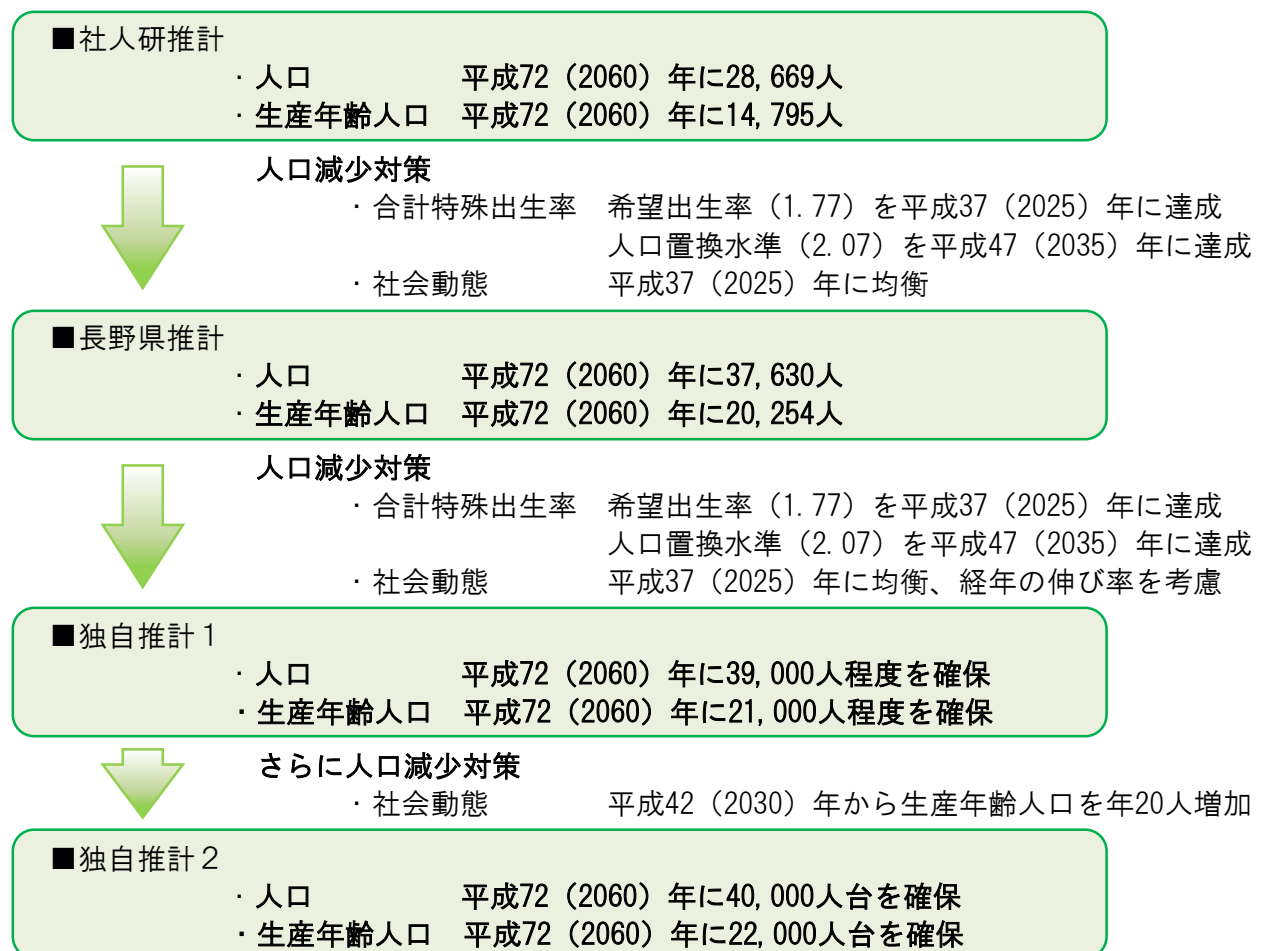 ■社人研推計
・人口　平成72（2060）年に28,669人
・生産年齢人口　平成72（2060）年に14,795人
人口減少対策
・合計特殊出生率　希望出生率（1.77）を平成37（2025）年に達成
人口置換水準（2.07）を平成47（2035）年に達成
・社会動態　平成37（2025）年に均衡
■長野県推計
・人口　平成72（2060）年に37,630人
・生産年齢人口　平成72（2060）年に20,254人
人口減少対策
・合計特殊出生率　希望出生率（1.77）を平成37（2025）年に達成
人口置換水準（2.07）を平成47（2035）年に達成
・社会動態　平成37（2025）年に均衡、経年の伸び率を考慮
■独自推計１
・人口　平成72（2060）年に39,000人程度を確保
・生産年齢人口　平成72（2060）年に21,000人程度を確保
さらに人口減少対策
・社会動態　平成42（2030）年から生産年齢人口を年20人増加
■独自推計２
・人口　平成72（2060）年に40,000人台を確保
・生産年齢人口　平成72（2060）年に22,000人台を確保